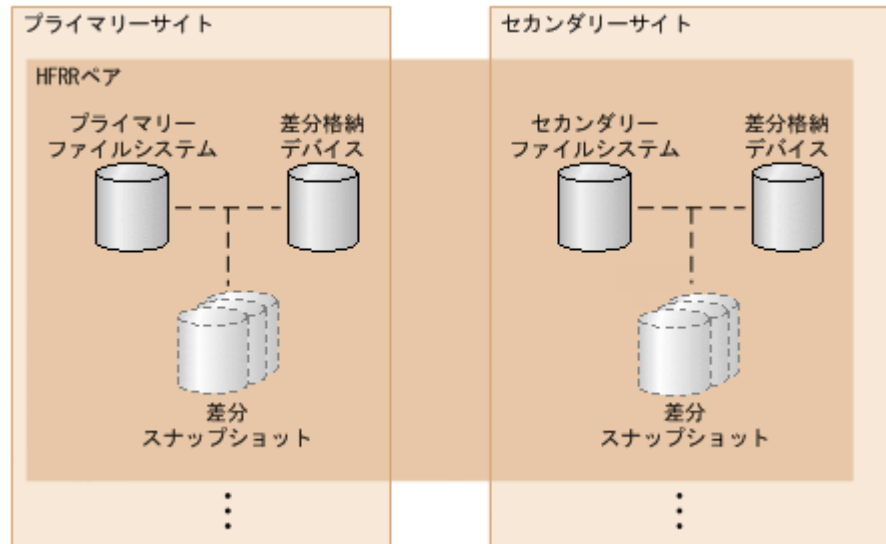 プライマリーサイト
セカンダリーサイト
HFRRペア
プライマリー
ファイルシステム
差分格納
デバイス
セカンダリー
ファイルシステム
差分格納
デバイス
差分
スナップショット
差分
スナップショット